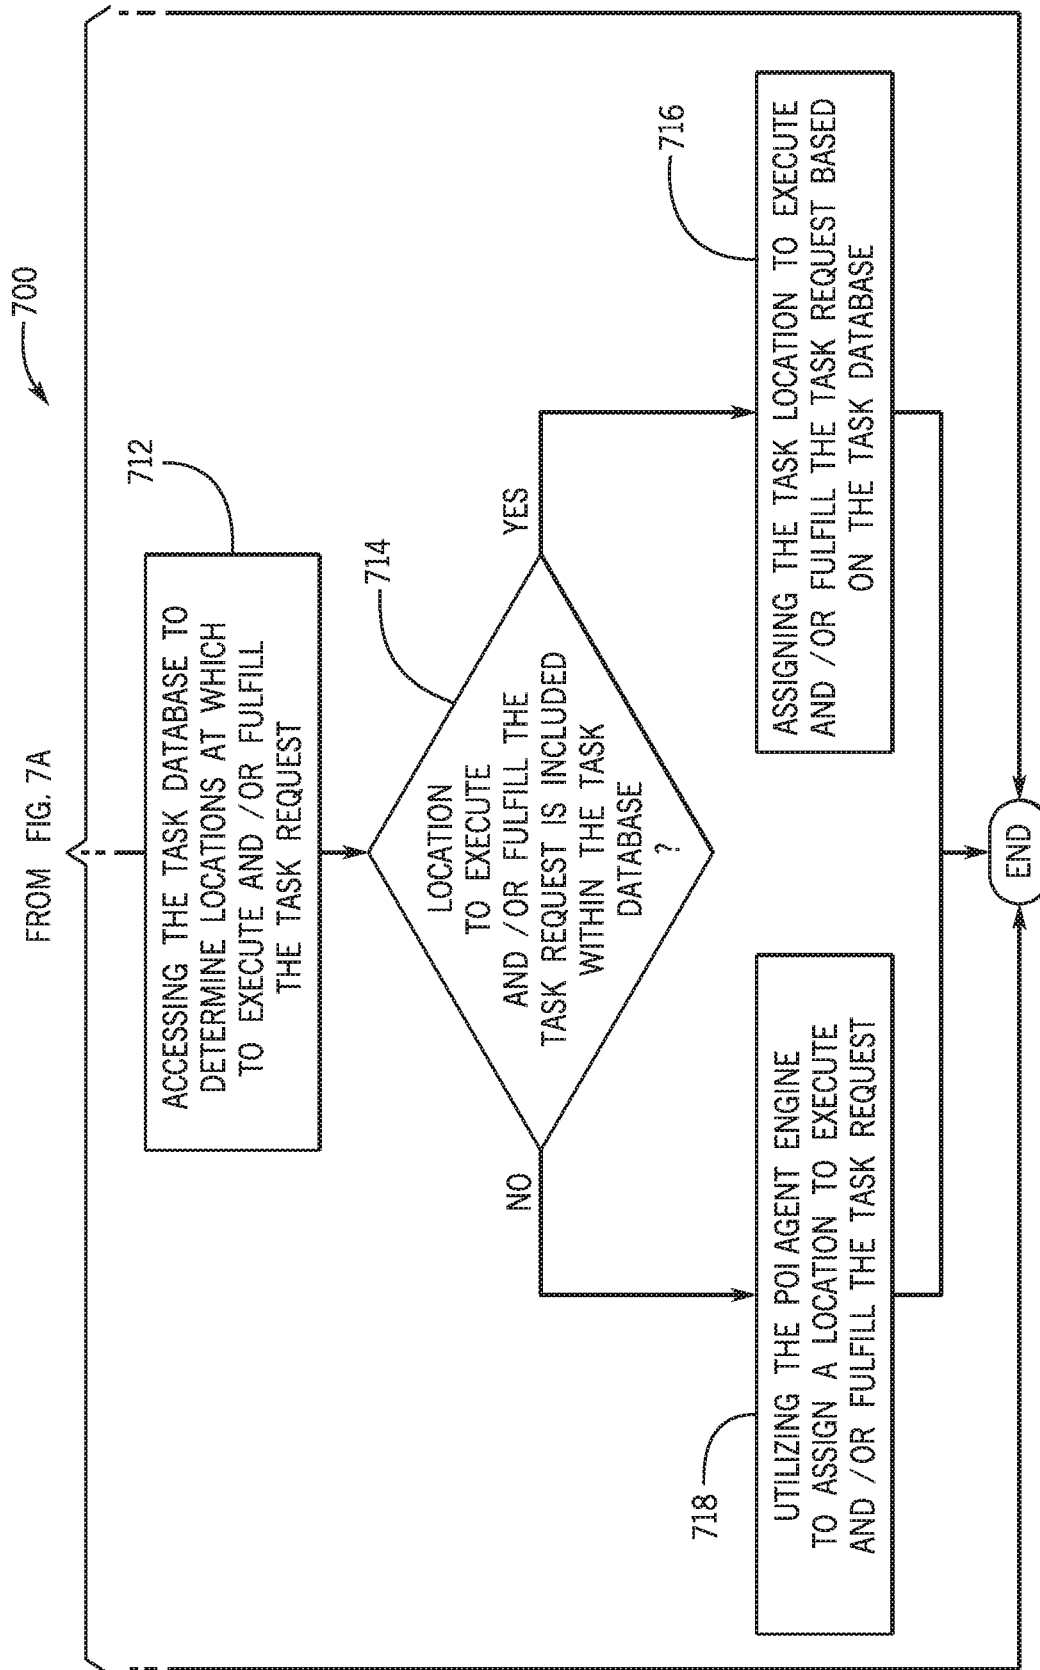 FROM FIG. 7A
700
ACCESSING THE TASK DATABASE TO
DETERMINE LOCATIONS AT WHICH
TO EXECUTE AND /OR FULFILL
THE TASK REQUEST
712
LOCATION
TO EXECUTE
AND /OR FULFILL THE
TASK REQUEST IS INCLUDED
WITHIN THE TASK
DATABASE
?
714
NO
YES
UTILIZING THE POI AGENT ENGINE
TO ASSIGN A LOCATION TO EXECUTE
AND /OR FULFILL THE TASK REQUEST
718
ASSIGNING THE TASK LOCATION TO EXECUTE
AND /OR FULFILL THE TASK REQUEST BASED
ON THE TASK DATABASE
716
END